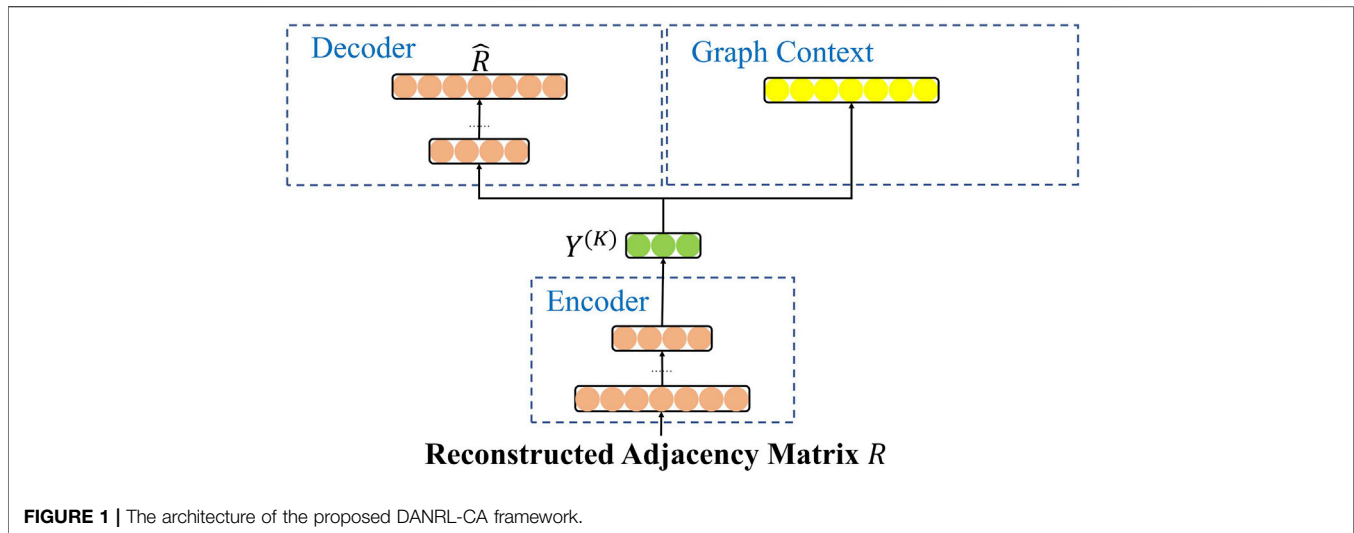 Decoder
R̂
......
Graph Context
Y^(K)
Encoder
......
Reconstructed Adjacency Matrix R
FIGURE 1 | The architecture of the proposed DANRL-CA framework.